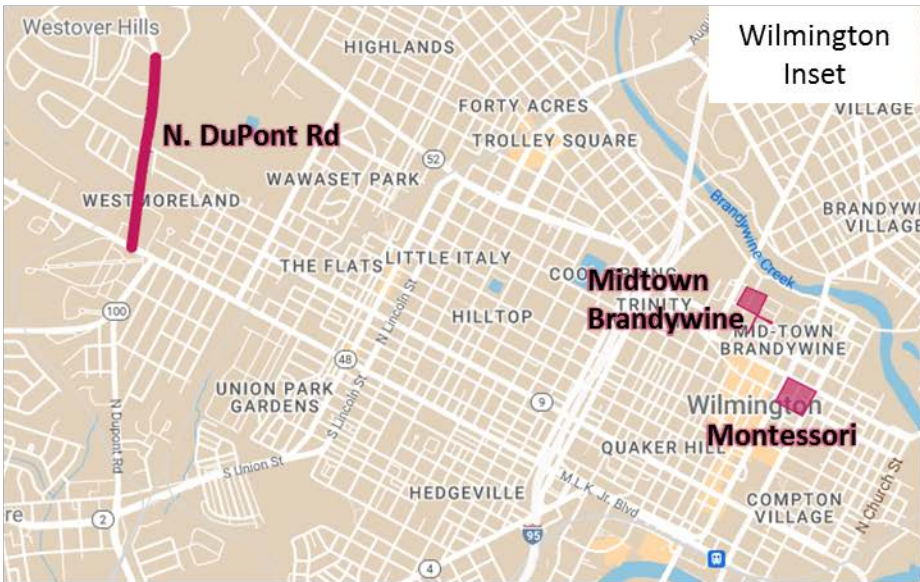 Westover Hills
HIGHLANDS
Wilmington
Inset
FORTY ACRES
VILLAGE
N. DuPont Rd
TROLLEY SQUARE
52
WAWASET PARK
WESTMORELAND
Brandywine Creek
BRANDYWI
VILLAGE
THE FLATS
LITTLE ITALY
N Lincoln St
Midtown
Brandywine
TRINITY
100
HILLTOP
MID-TOWN
BRANDYWINE
48
UNION PARK
GARDENS
9
Wilmington
Montessori
N Dupont Rd
S Lincoln St
QUAKER HILL
S Union St
M.L.K. Jr. Blvd
HEDGEVILLE
COMPTON
VILLAGE
N Church St
re
2
95
4